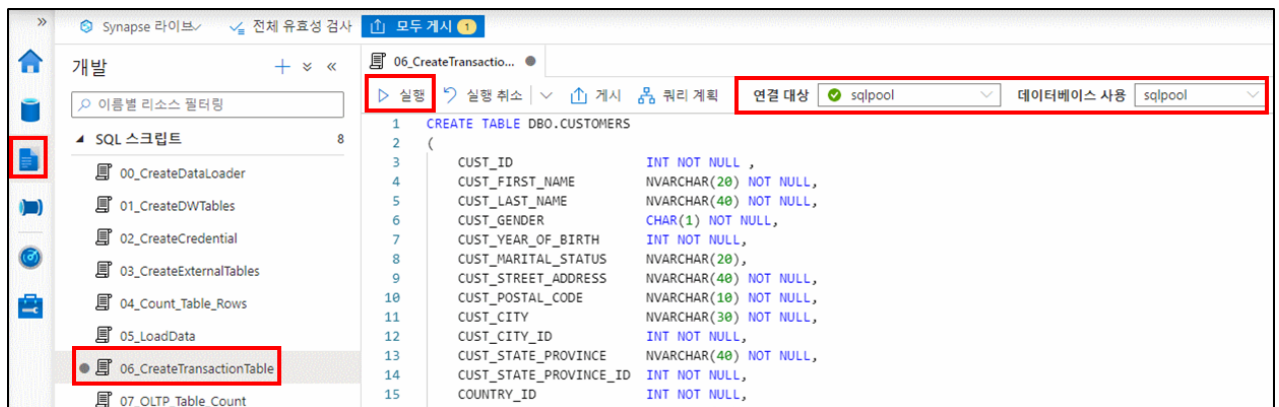 » Synapse 라이브 전체 유효성 검사 모두 게시 1
개발 + «
이름별 리소스 필터링
SQL 스크립트 8
00_CreateDataLoader
01_CreateDWTables
02_CreateCredential
03_CreateExternalTables
04_Count_Table_Rows
05_LoadData
06_CreateTransactionTable
07_OLTP_Table_Count
06_CreateTransactio...
실행 실행 취소 게시 쿼리 계획 연결 대상 sqlpool 데이터베이스 사용 sqlpool
1 CREATE TABLE DBO.CUSTOMERS
2 (
3 CUST_ID INT NOT NULL ,
4 CUST_FIRST_NAME NVARCHAR(20) NOT NULL,
5 CUST_LAST_NAME NVARCHAR(40) NOT NULL,
6 CUST_GENDER CHAR(1) NOT NULL,
7 CUST_YEAR_OF_BIRTH INT NOT NULL,
8 CUST_MARITAL_STATUS NVARCHAR(20),
9 CUST_STREET_ADDRESS NVARCHAR(40) NOT NULL,
10 CUST_POSTAL_CODE NVARCHAR(10) NOT NULL,
11 CUST_CITY NVARCHAR(30) NOT NULL,
12 CUST_CITY_ID INT NOT NULL,
13 CUST_STATE_PROVINCE NVARCHAR(40) NOT NULL,
14 CUST_STATE_PROVINCE_ID INT NOT NULL,
15 COUNTRY_ID INT NOT NULL,